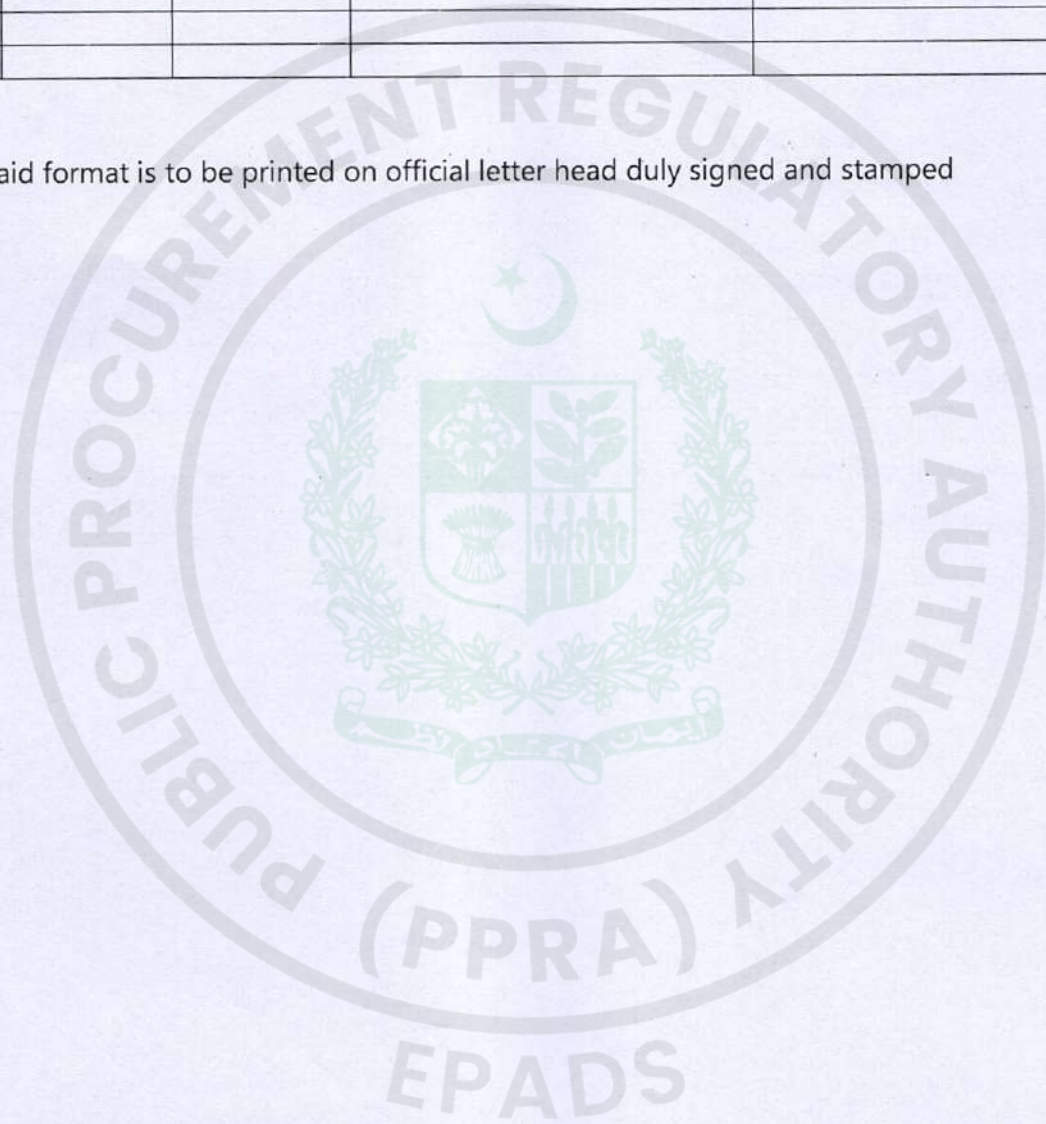 aid format is to be printed on official letter head duly signed and stamped
PUBLIC PROCUREMENT REGULATORY AUTHORITY
(PPRA)
EPADS